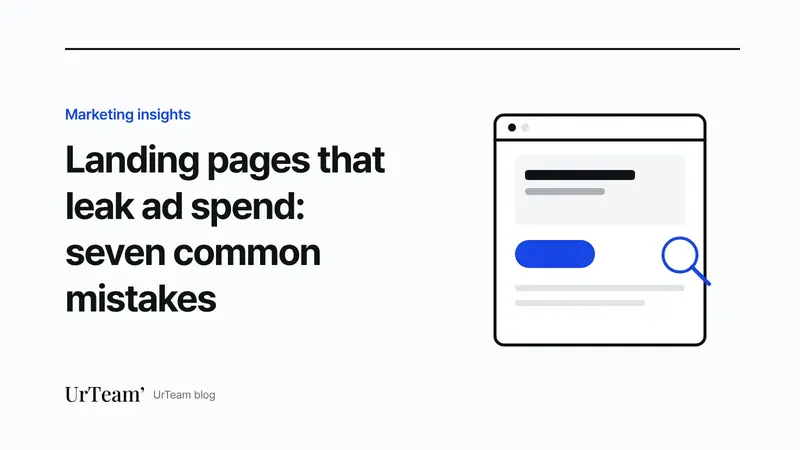 Marketing insights
Landing pages that
leak ad spend:
seven common
mistakes
UrTeam’ UrTeam blog